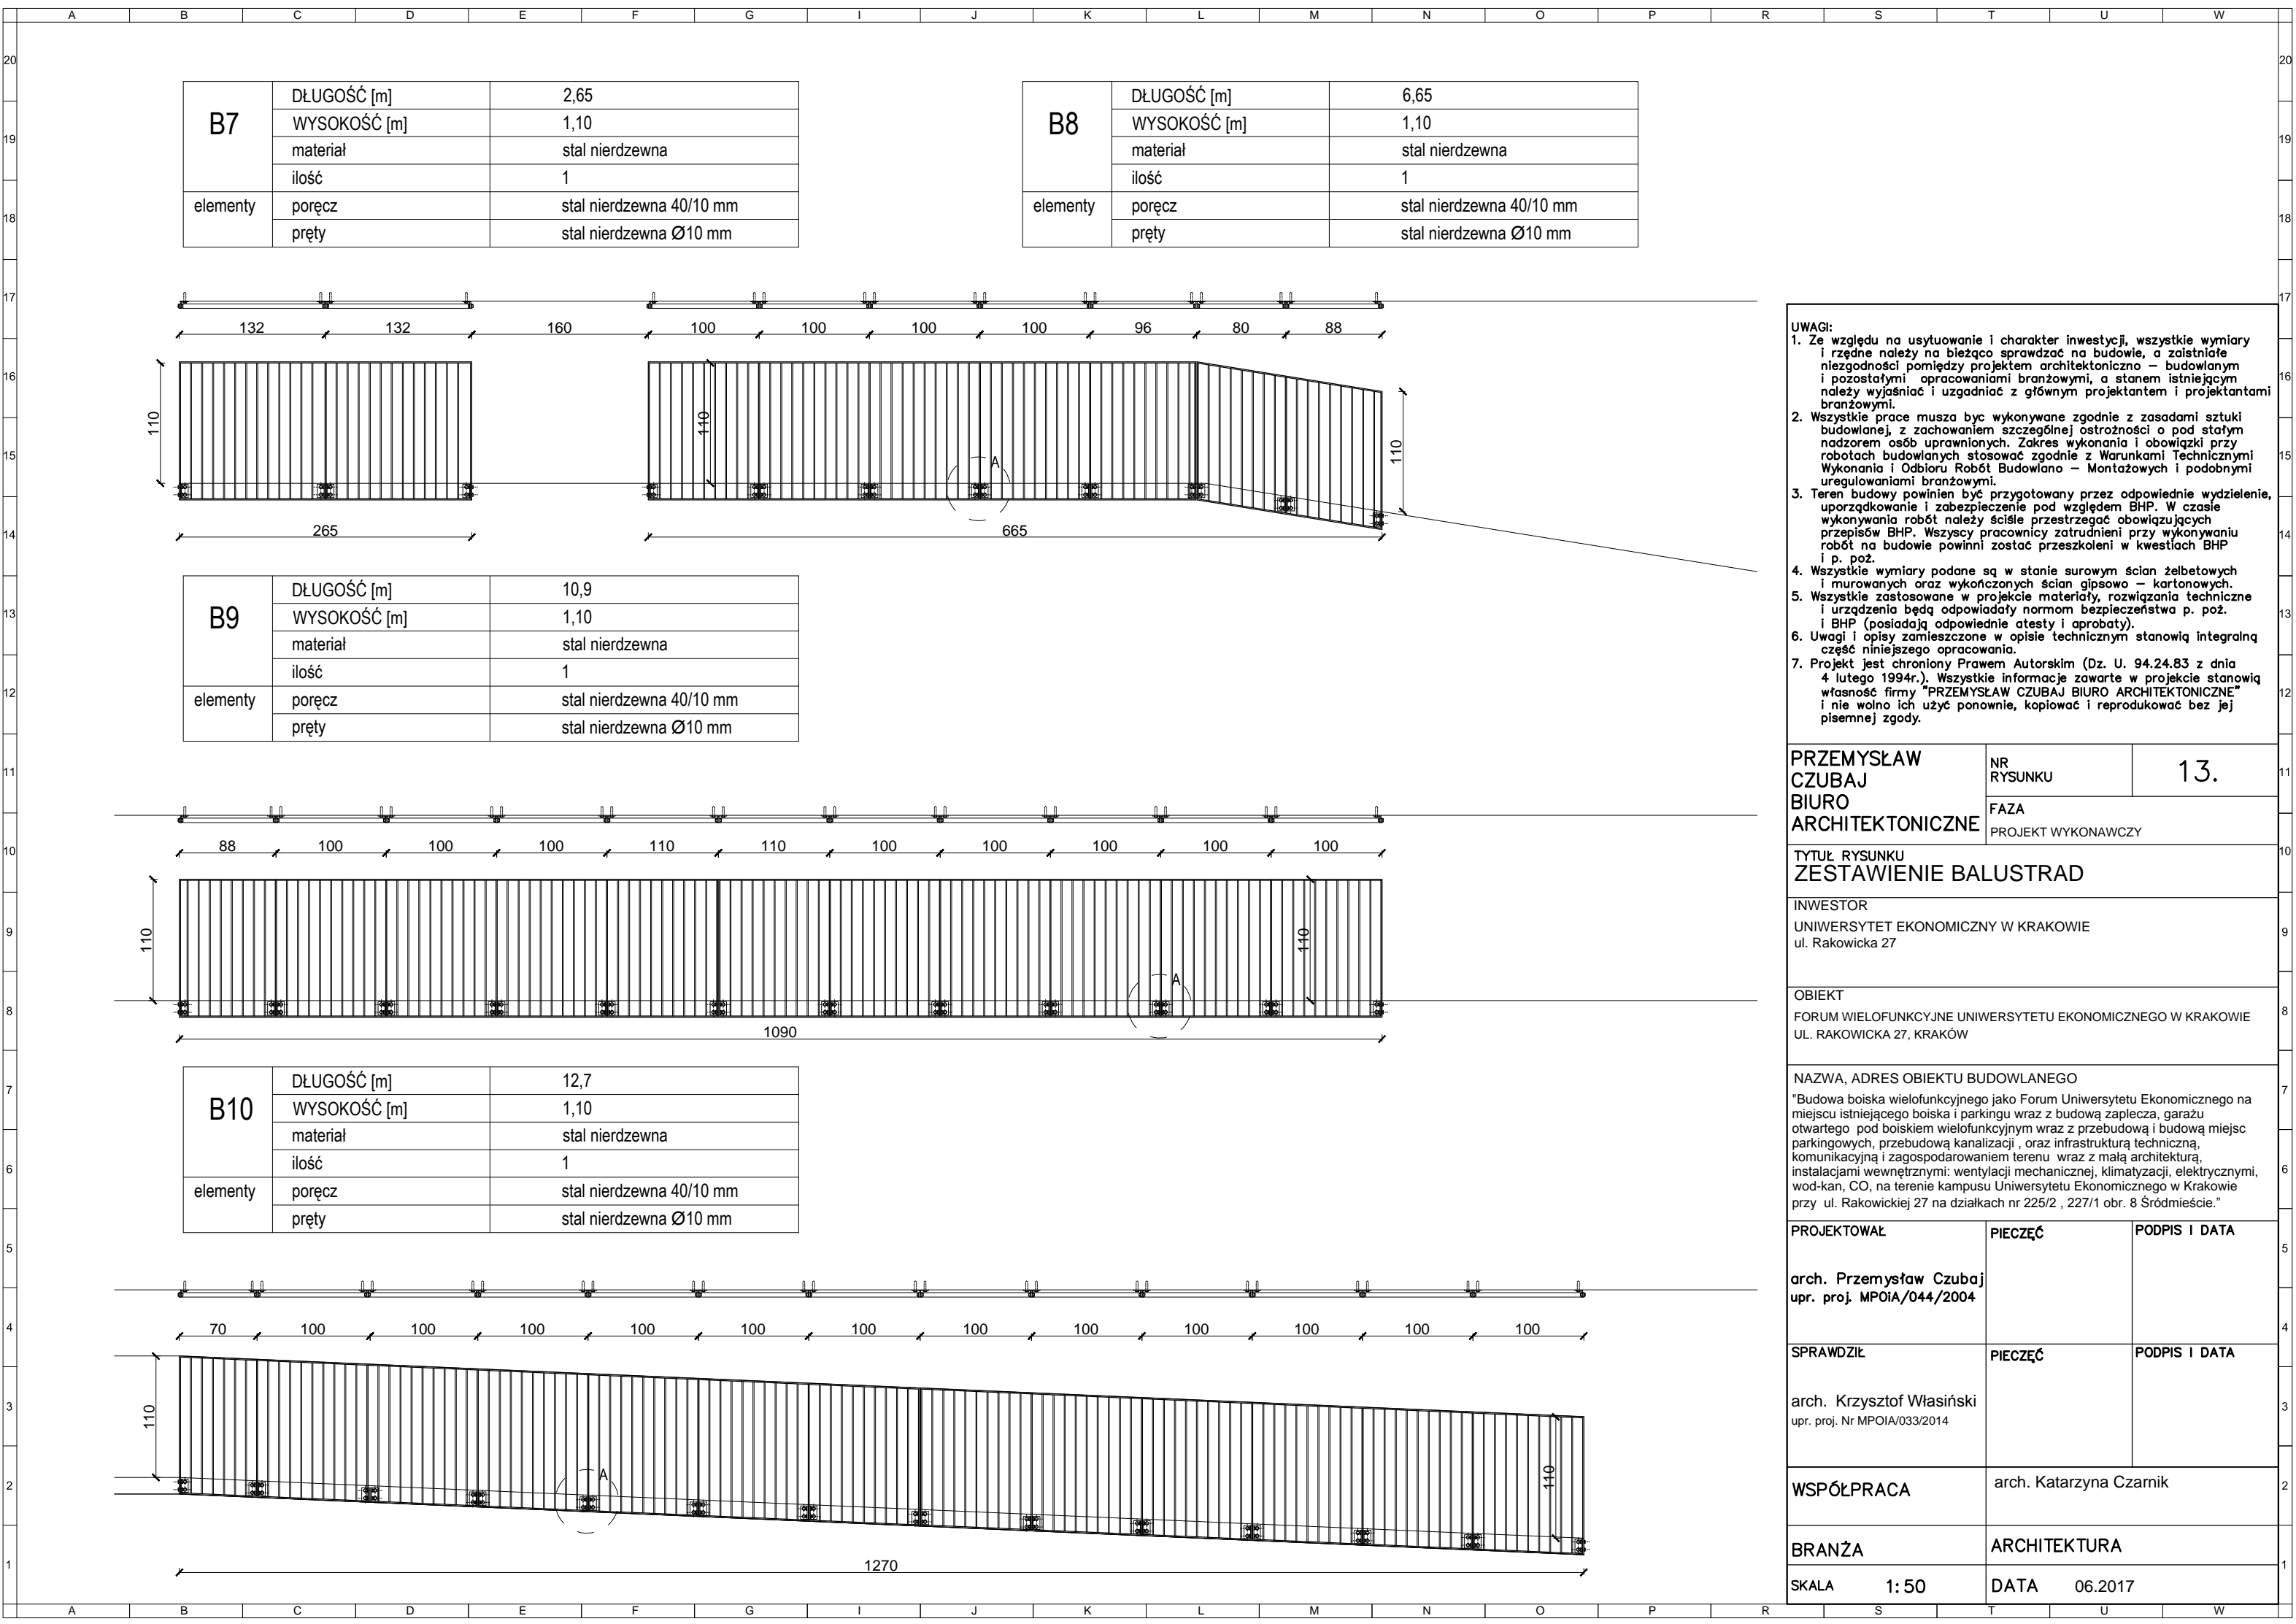 A B C D E F G I J K L M N O P R S T U W
20
19
18
17
16
15
14
13
12
11
10
9
8
7
6
5
4
3
2
1
B7
DŁUGOŚĆ [m] 2,65
WYSOKOŚĆ [m] 1,10
materiał stal nierdzewna
ilość 1
elementy poręcz stal nierdzewna 40/10 mm
pręty stal nierdzewna Ø10 mm
B8
DŁUGOŚĆ [m] 6,65
WYSOKOŚĆ [m] 1,10
materiał stal nierdzewna
ilość 1
elementy poręcz stal nierdzewna 40/10 mm
pręty stal nierdzewna Ø10 mm
132 132 160 100 100 100 100 96 80 88
110
110
110
A
265
665
B9
DŁUGOŚĆ [m] 10,9
WYSOKOŚĆ [m] 1,10
materiał stal nierdzewna
ilość 1
elementy poręcz stal nierdzewna 40/10 mm
pręty stal nierdzewna Ø10 mm
88 100 100 100 110 110 100 100 100 100 100
110
110
A
1090
B10
DŁUGOŚĆ [m] 12,7
WYSOKOŚĆ [m] 1,10
materiał stal nierdzewna
ilość 1
elementy poręcz stal nierdzewna 40/10 mm
pręty stal nierdzewna Ø10 mm
70 100 100 100 100 100 100 100 100 100 100 100 100
110
110
A
1270
UWAGI:
1. Ze względu na usytuowanie i charakter inwestycji, wszystkie wymiary
i rzędne należy na bieżąco sprawdzać na budowie, a zaistniałe
niezgodności pomiędzy projektem architektoniczno – budowlanym
i pozostałymi opracowaniami branżowymi, a stanem istniejącym
należy wyjaśniać i uzgadniać z głównym projektantem i projektantami
branżowymi.
2. Wszystkie prace musza byc wykonywane zgodnie z zasadami sztuki
budowlanej, z zachowaniem szczególnej ostrożności o pod stałym
nadzorem osób uprawnionych. Zakres wykonania i obowiązki przy
robotach budowlanych stosować zgodnie z Warunkami Technicznymi
Wykonania i Odbioru Robót Budowlano – Montażowych i podobnymi
uregulowaniami branżowymi.
3. Teren budowy powinien być przygotowany przez odpowiednie wydzielenie,
uporządkowanie i zabezpieczenie pod względem BHP. W czasie
wykonywania robót należy ściśle przestrzegać obowiązujących
przepisów BHP. Wszyscy pracownicy zatrudnieni przy wykonywaniu
robót na budowie powinni zostać przeszkoleni w kwestiach BHP
i p. poż.
4. Wszystkie wymiary podane są w stanie surowym ścian żelbetowych
i murowanych oraz wykończonych ścian gipsowo – kartonowych.
5. Wszystkie zastosowane w projekcie materiały, rozwiązania techniczne
i urządzenia będą odpowiadały normom bezpieczeństwa p. poż.
i BHP (posiadają odpowiednie atesty i aprobaty).
6. Uwagi i opisy zamieszczone w opisie technicznym stanowią integralną
część niniejszego opracowania.
7. Projekt jest chroniony Prawem Autorskim (Dz. U. 94.24.83 z dnia
4 lutego 1994r.). Wszystkie informacje zawarte w projekcie stanowią
własność firmy "PRZEMYSŁAW CZUBAJ BIURO ARCHITEKTONICZNE"
i nie wolno ich użyć ponownie, kopiować i reprodukować bez jej
pisemnej zgody.
PRZEMYSŁAW
CZUBAJ
BIURO
ARCHITEKTONICZNE
NR
RYSUNKU
13.
FAZA
PROJEKT WYKONAWCZY
TYTUŁ RYSUNKU
ZESTAWIENIE BALUSTRAD
INWESTOR
UNIWERSYTET EKONOMICZNY W KRAKOWIE
ul. Rakowicka 27
OBIEKT
FORUM WIELOFUNKCYJNE UNIWERSYTETU EKONOMICZNEGO W KRAKOWIE
UL. RAKOWICKA 27, KRAKÓW
NAZWA, ADRES OBIEKTU BUDOWLANEGO
"Budowa boiska wielofunkcyjnego jako Forum Uniwersytetu Ekonomicznego na
miejscu istniejącego boiska i parkingu wraz z budową zaplecza, garażu
otwartego pod boiskiem wielofunkcyjnym wraz z przebudową i budową miejsc
parkingowych, przebudową kanalizacji , oraz infrastrukturą techniczną,
komunikacyjną i zagospodarowaniem terenu wraz z małą architekturą,
instalacjami wewnętrznymi: wentylacji mechanicznej, klimatyzacji, elektrycznymi,
wod-kan, CO, na terenie kampusu Uniwersytetu Ekonomicznego w Krakowie
przy ul. Rakowickiej 27 na działkach nr 225/2 , 227/1 obr. 8 Śródmieście."
PROJEKTOWAŁ PIECZĘĆ PODPIS I DATA
arch. Przemysław Czubaj
upr. proj. MPOiA/044/2004
SPRAWDZIŁ PIECZĘĆ PODPIS I DATA
arch. Krzysztof Własiński
upr. proj. Nr MPOIA/033/2014
WSPÓŁPRACA arch. Katarzyna Czarnik
BRANŻA ARCHITEKTURA
SKALA 1:50 DATA 06.2017
20
19
18
17
16
15
14
13
12
11
10
9
8
7
6
5
4
3
2
1
A B C D E F G I J K L M N O P R S T U W